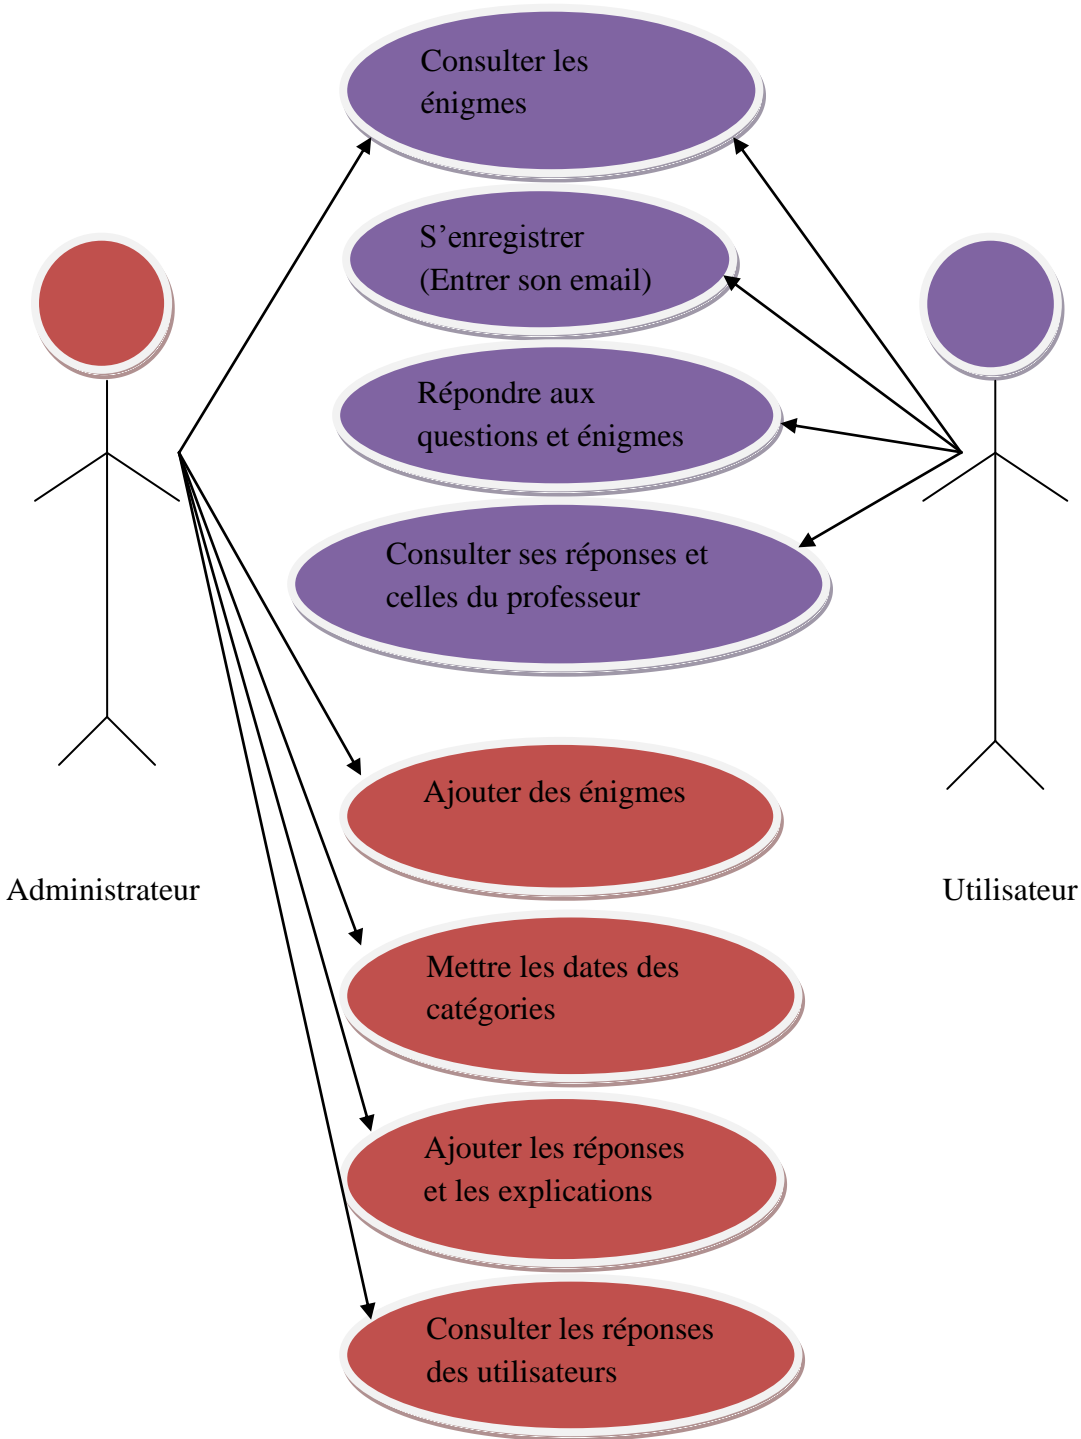 Consulter les
énigmes
S’enregistrer
(Entrer son email)
Répondre aux
questions et énigmes
Consulter ses réponses et
celles du professeur
Ajouter des énigmes
Administrateur
Utilisateur
Mettre les dates des
catégories
Ajouter les réponses
et les explications
Consulter les réponses
des utilisateurs